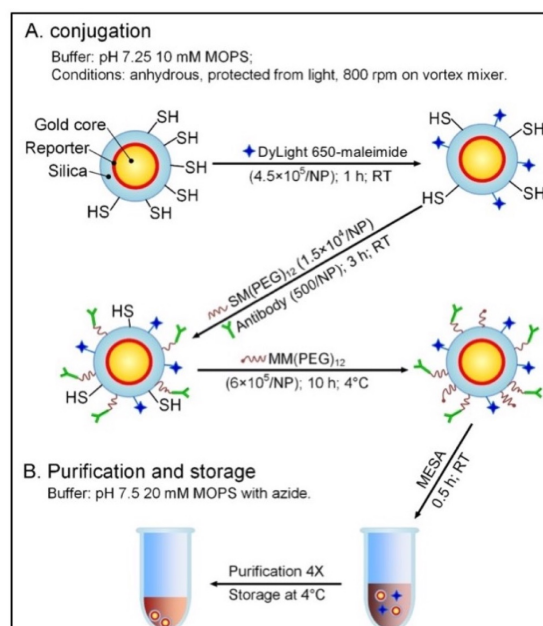 A. conjugation
Buffer: pH 7.25 10 mM MOPS;
Conditions: anhydrous, protected from light, 800 rpm on vortex mixer.
Gold core
Reporter
Silica
SH
SH
SH
SH
SH
HS
DyLight 650-maleimide
(4.5×10⁵/NP); 1 h; RT
HS
SH
SH
HS
SM(PEG)₁₂ (1.5×10⁴/NP)
Antibody (500/NP); 3 h; RT
HS
HS
SH
MM(PEG)₁₂
(6×10⁵/NP); 10 h; 4°C
MESA
0.5 h; RT
B. Purification and storage
Buffer: pH 7.5 20 mM MOPS with azide.
Purification 4X
Storage at 4°C